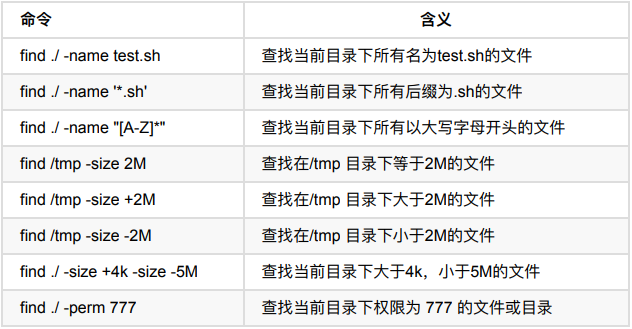 命令 含义
find ./ -name test.sh 查找当前目录下所有名为test.sh的文件
find ./ -name '*.sh' 查找当前目录下所有后缀为.sh的文件
find ./ -name "[A-Z]*" 查找当前目录下所有以大写字母开头的文件
find /tmp -size 2M 查找在/tmp 目录下等于2M的文件
find /tmp -size +2M 查找在/tmp 目录下大于2M的文件
find /tmp -size -2M 查找在/tmp 目录下小于2M的文件
find ./ -size +4k -size -5M 查找当前目录下大于4k，小于5M的文件
find ./ -perm 777 查找当前目录下权限为 777 的文件或目录